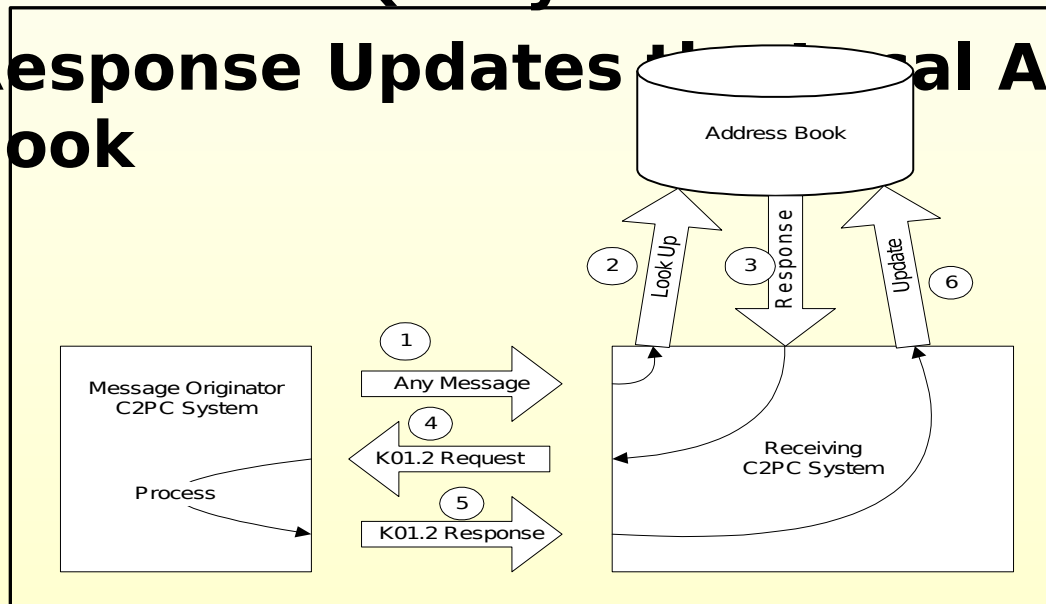 Response Updates
ook
Address Book
2
Look Up
3
Response
Update
6
1
Any Message
Message Originator
C2PC System
4
K01.2 Request
Receiving
C2PC System
Process
5
K01.2 Response